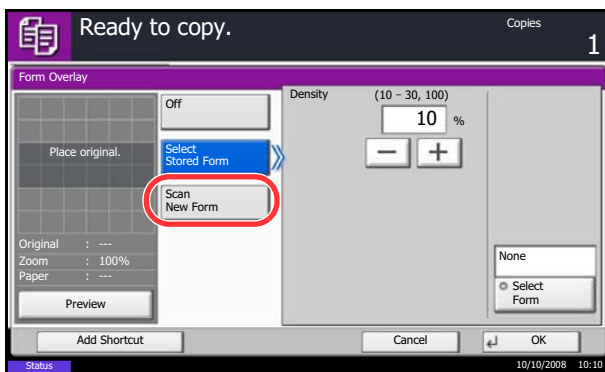 Ready to copy.
Copies
1
Form Overlay
Place original.
Original : ---
Zoom : 100%
Paper : ---
Preview
Off
Select
Stored Form
Scan
New Form
Density
(10 – 30, 100)
10 %
− +
None
Select
Form
Add Shortcut
Cancel
OK
Status
10/10/2008 10:10